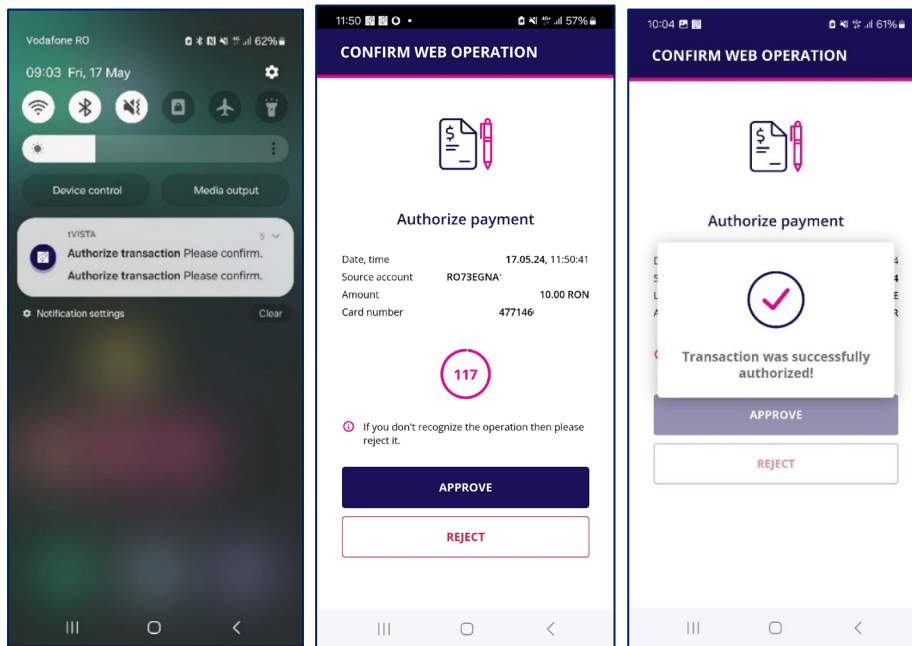 Vodafone RO
62%
09:03 Fri, 17 May
Device control
Media output
tVISTA
5
Authorize transaction Please confirm.
Authorize transaction Please confirm.
Notification settings
Clear
11:50
57%
CONFIRM WEB OPERATION
$
Authorize payment
Date, time 17.05.24, 11:50:41
Source account RO73EGNA
Amount 10.00 RON
Card number 477146
117
If you don't recognize the operation then please
reject it.
APPROVE
REJECT
10:04
61%
CONFIRM WEB OPERATION
$
Authorize payment
Transaction was successfully
authorized!
APPROVE
REJECT